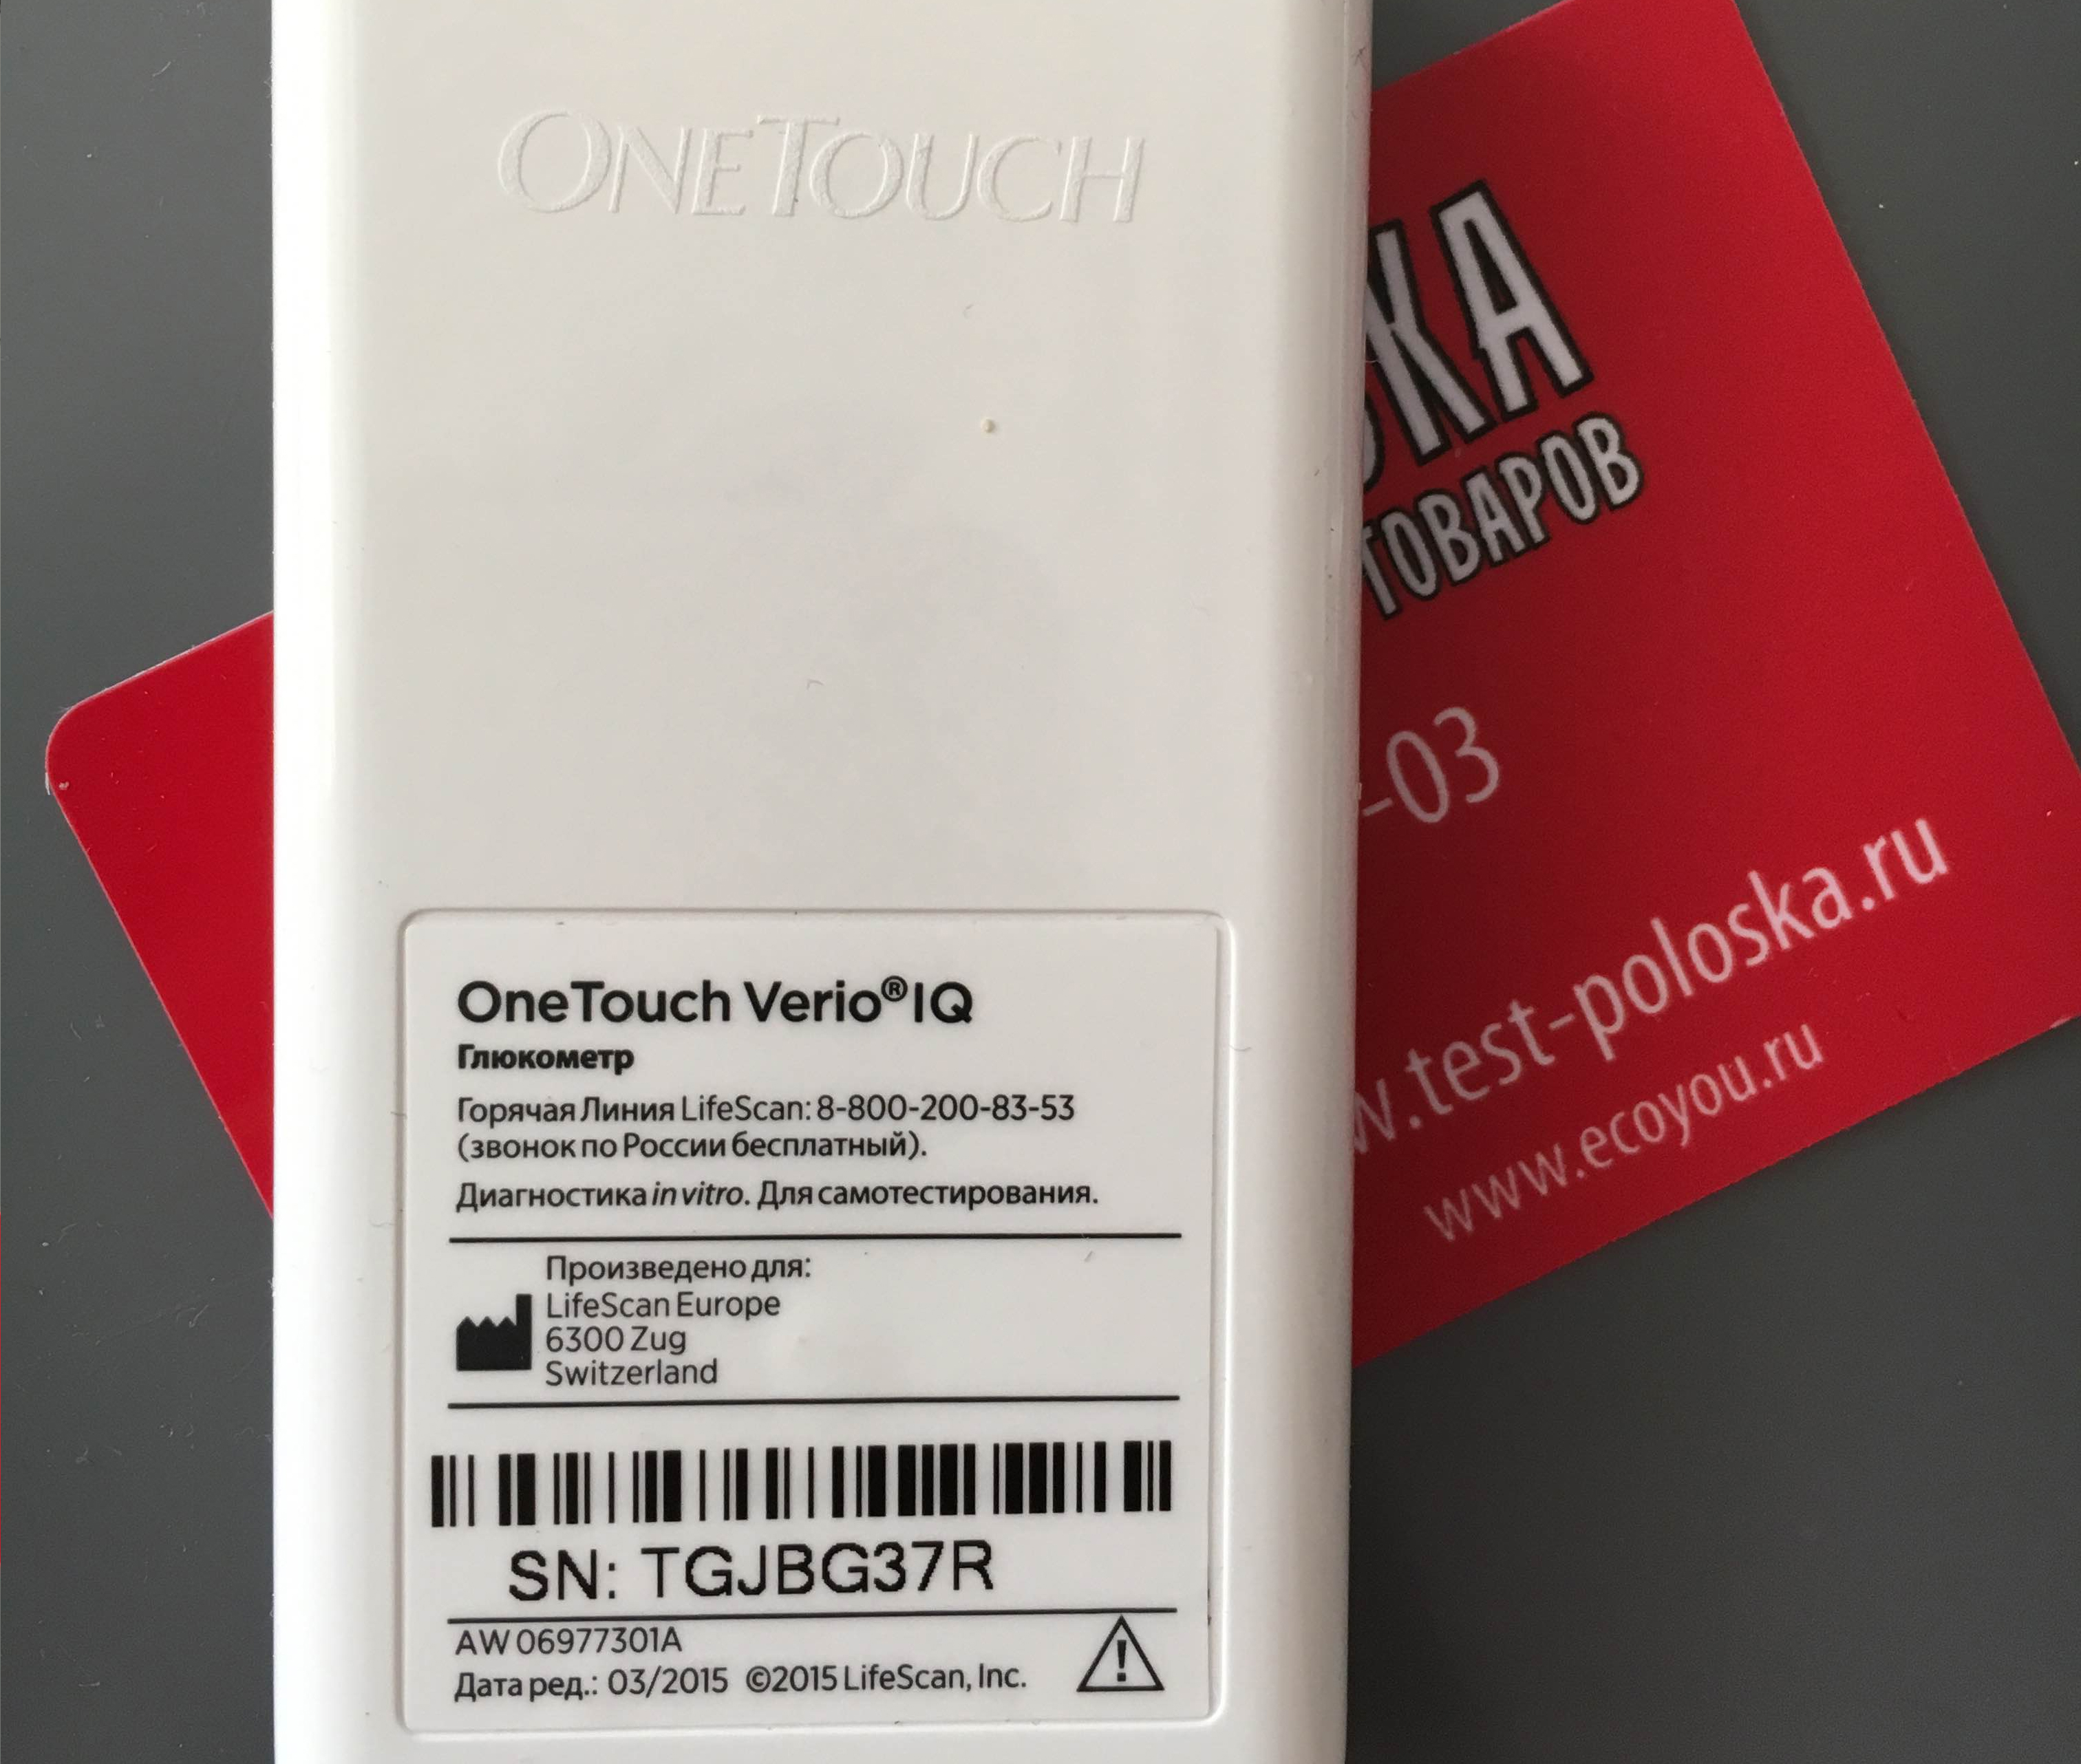 ONETOUCH
ТОВАРОВ
-03
.test-poloska.ru
www.ecoyou.ru
OneTouch Verio®IQ
Глюкометр
Горячая Линия LifeScan: 8-800-200-83-53
(звонок по России бесплатный).
Диагностика in vitro. Для самотестирования.
Произведено для:
LifeScan Europe
6300 Zug
Switzerland
SN: TGJBG37R
AW 06977301A
Дата ред.: 03/2015 ©2015 LifeScan, Inc.